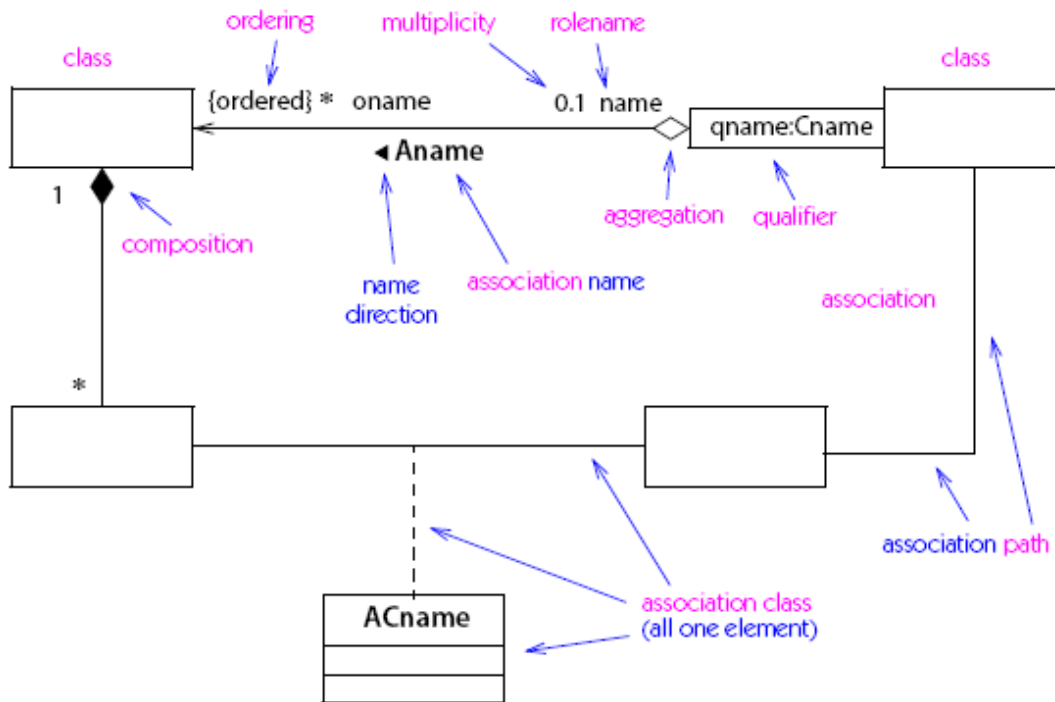 ordering
multiplicity
rolename
class
class
{ordered} * oname
0.1 name
qname:Cname
◄ Aname
1
composition
aggregation
qualifier
name
direction
association name
association
*
association path
ACname
association class
(all one element)